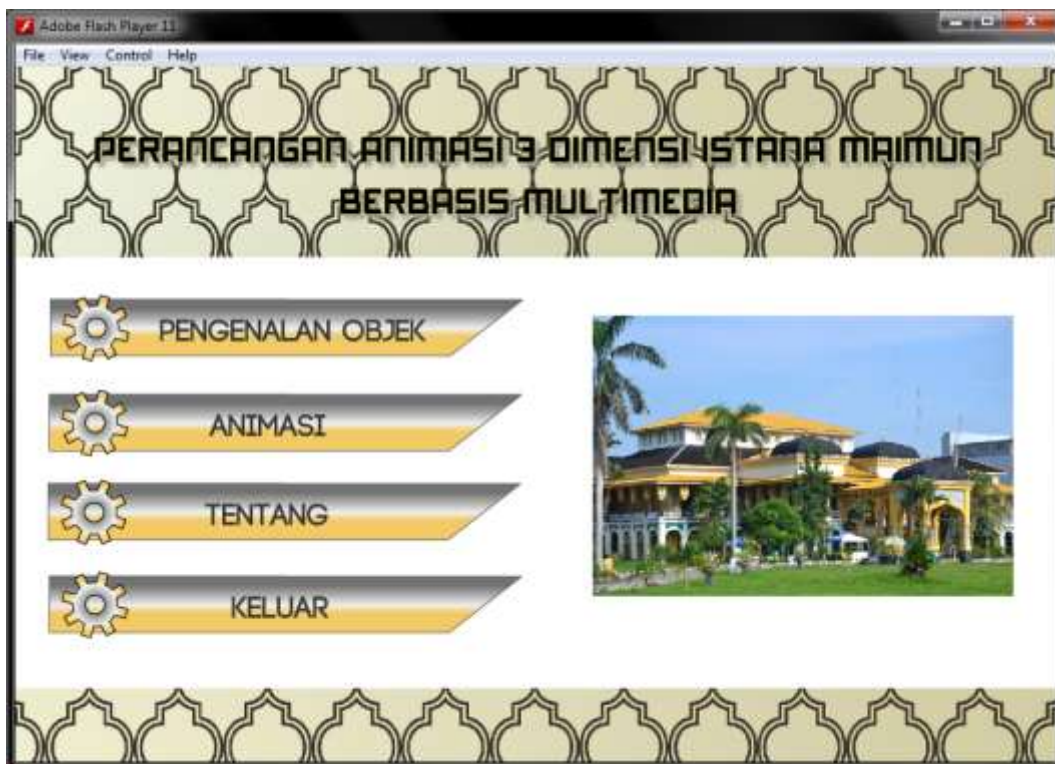 Adobe Flash Player 11
File View Control Help
PERANCANGAN ANIMASI 3 DIMENSI ISTANA MAIMUN
BERBASIS MULTIMEDIA
PENGENALAN OBJEK
ANIMASI
TENTANG
KELUAR